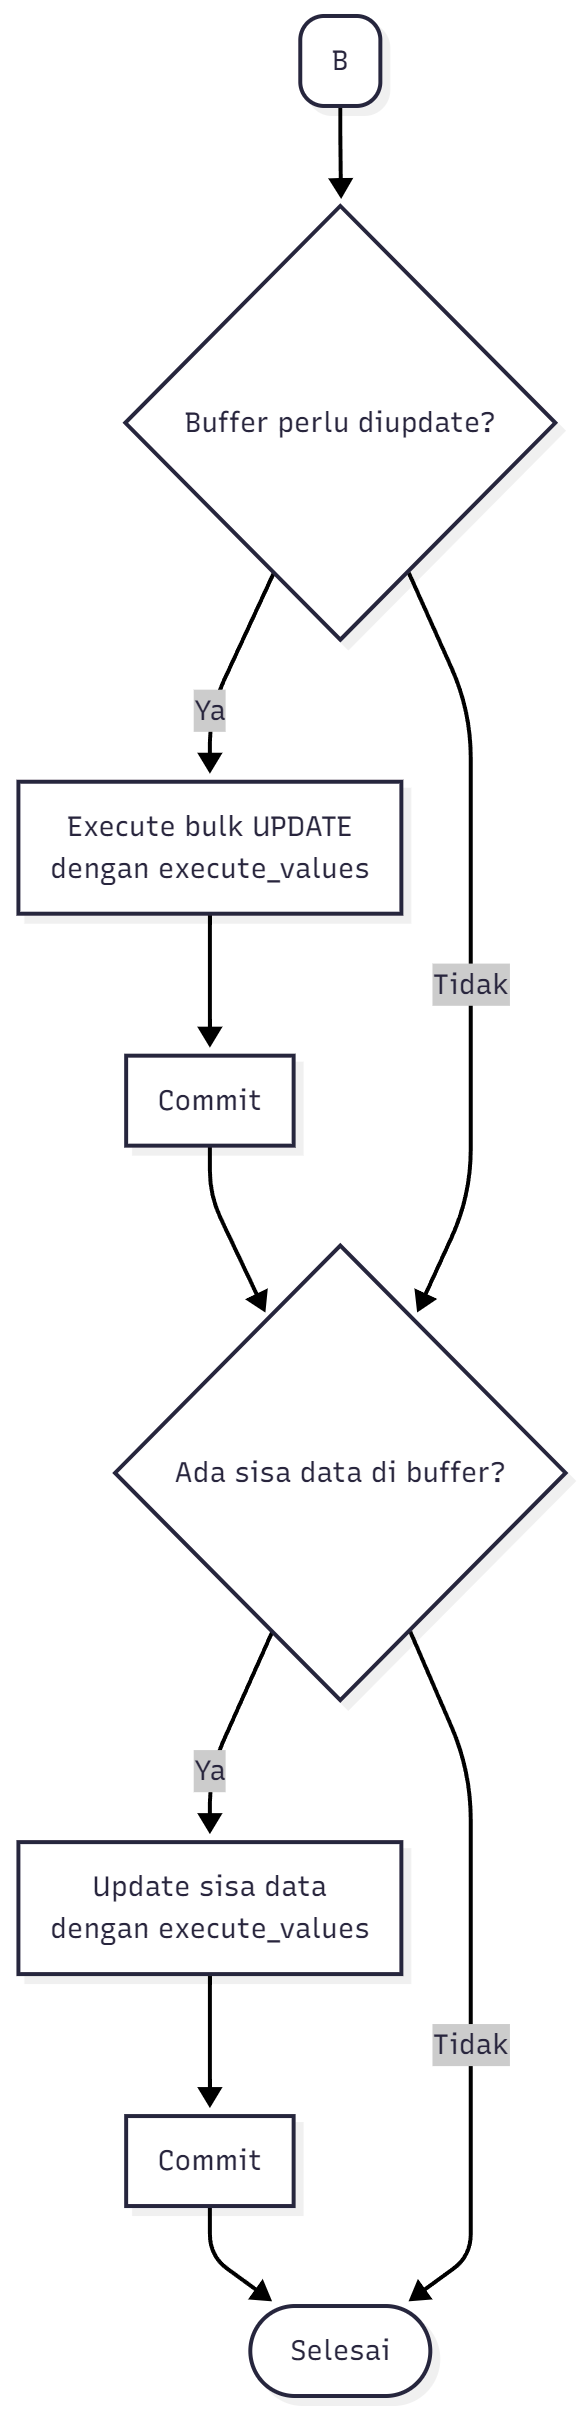 B
Buffer perlu diupdate?
Ya
Execute bulk UPDATE
dengan execute_values
Tidak
Commit
Ada sisa data di buffer?
Ya
Update sisa data
dengan execute_values
Tidak
Commit
Selesai